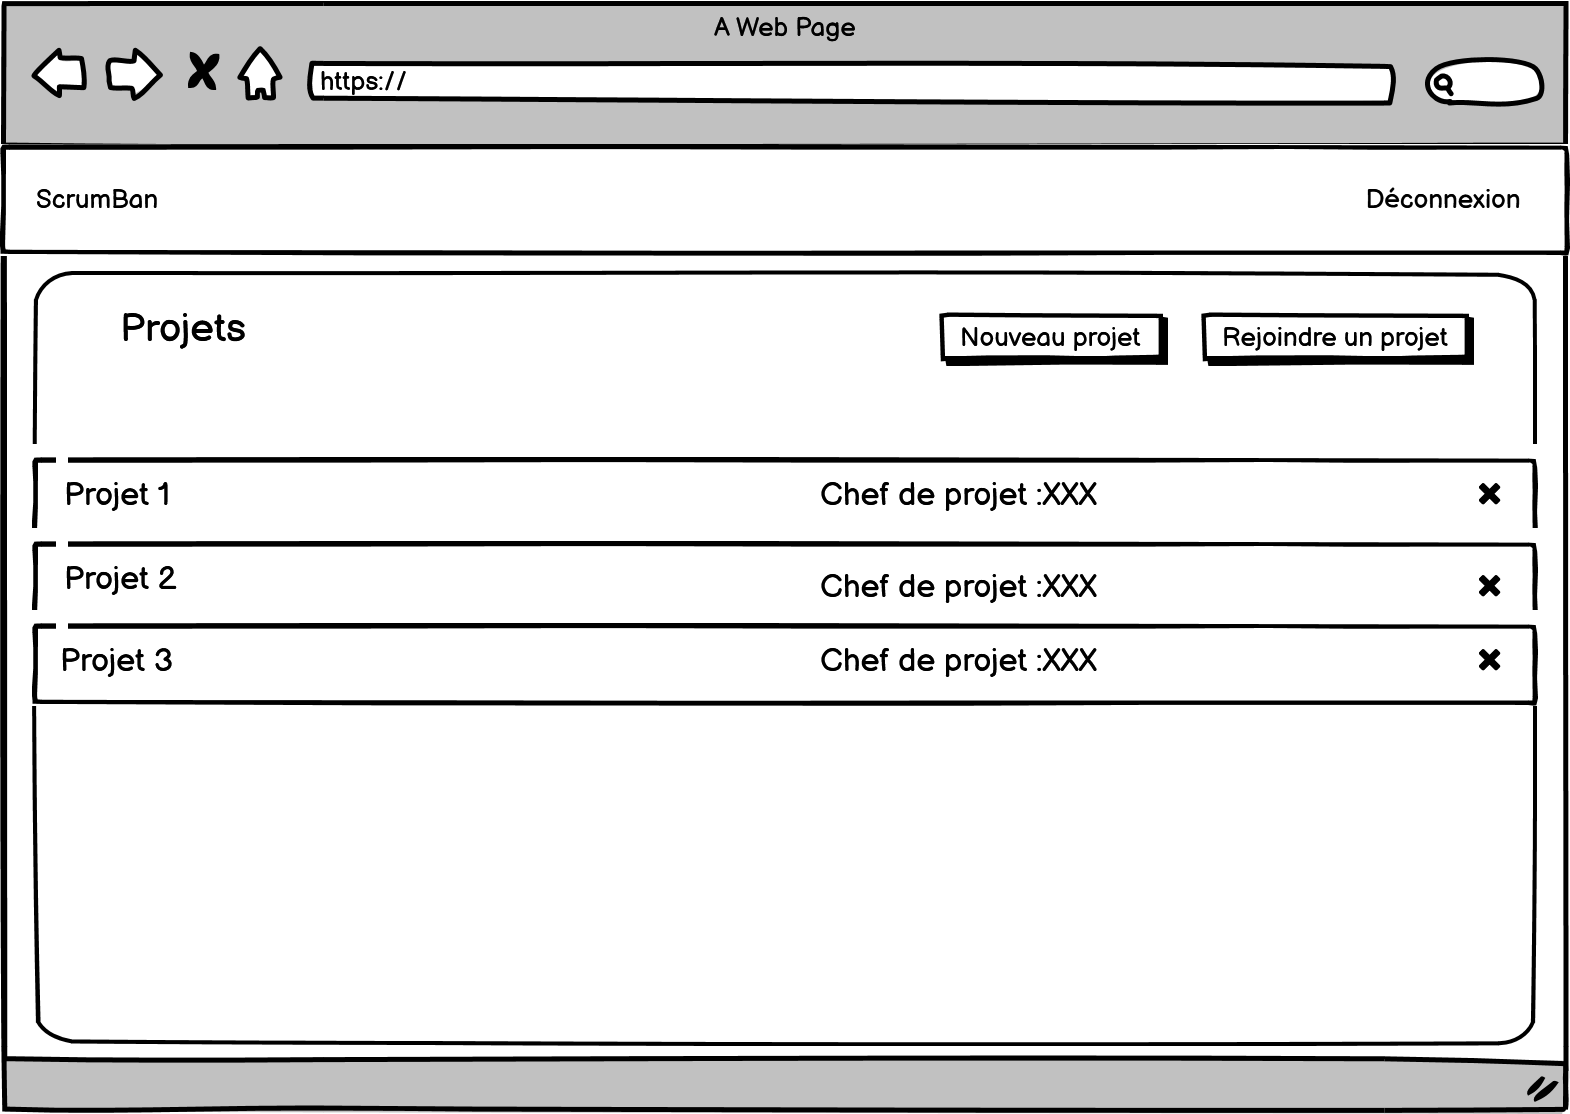 A Web Page
https://
ScrumBan
Déconnexion
Projets
Nouveau projet
Rejoindre un projet
Projet 1
Chef de projet :XXX
Projet 2
Chef de projet :XXX
Projet 3
Chef de projet :XXX